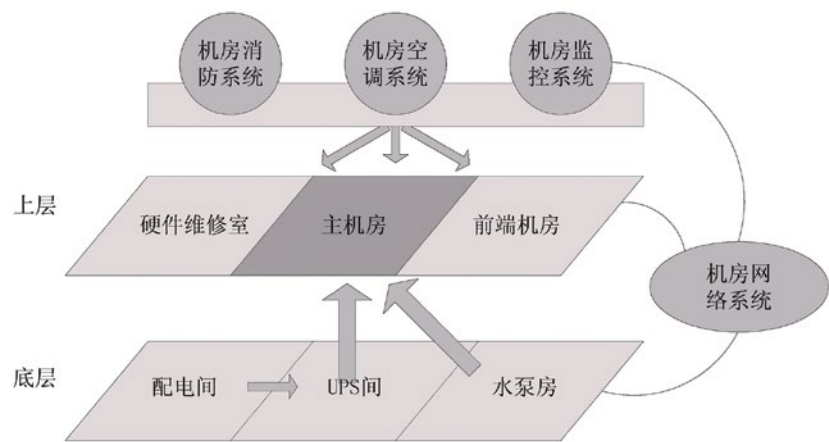 机房消
防系统
机房空
调系统
机房监
控系统
上层
硬件维修室
主机房
前端机房
机房网
络系统
底层
配电间
UPS间
水泵房